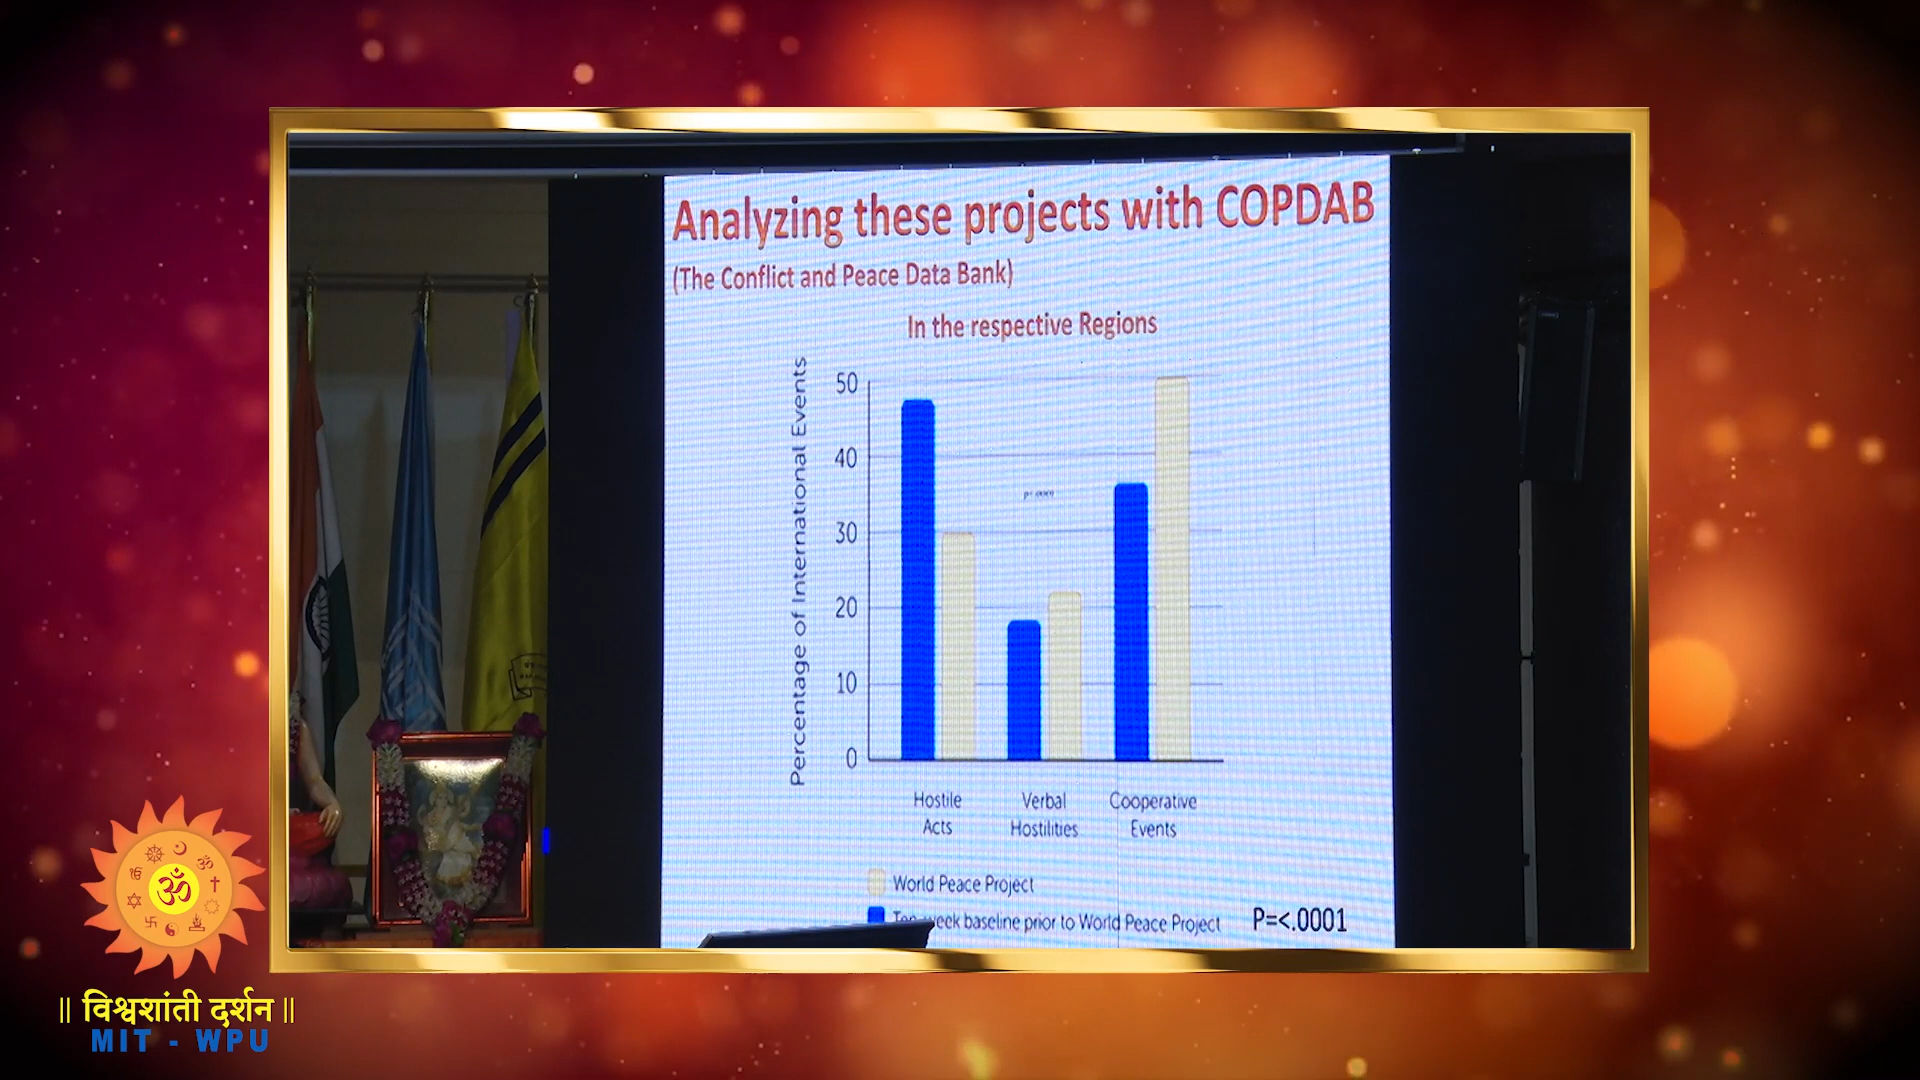 Analyzing these projects with COPDAB
(The Conflict and Peace Data Bank)
In the respective Regions
Percentage of International Events
50
40
30
20
10
0
Hostile
Acts
Verbal
Hostilities
Cooperative
Events
World Peace Project
baseline prior to World Peace Project
P=<.0001
॥ विश्वशांती दर्शन ॥
MIT - WPU